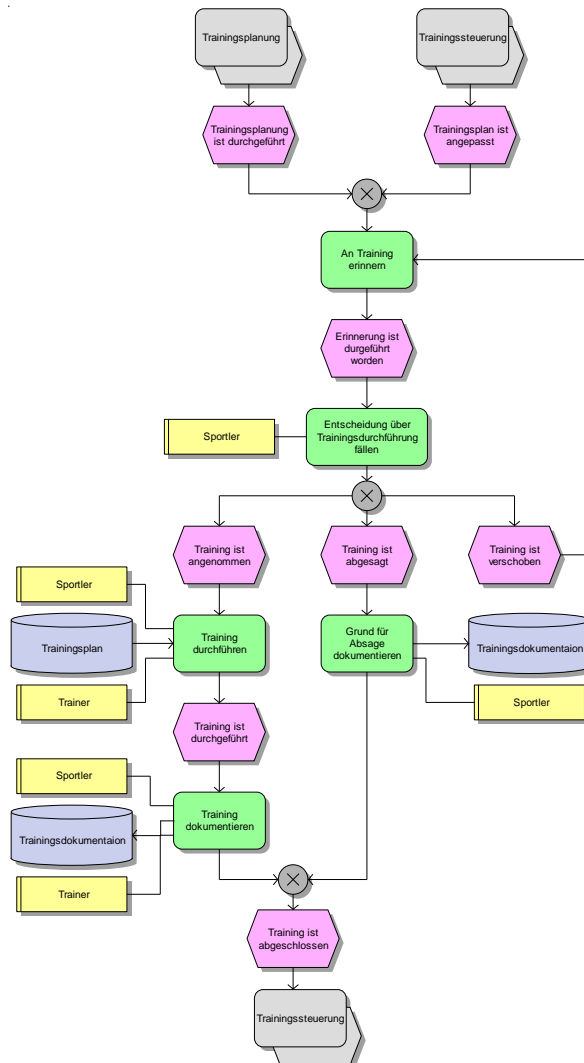 Trainingsplanung
Trainingssteuerung
Trainingsplanung
ist durchgeführt
Trainingsplan ist
angepasst
An Training
erinnern
Erinnerung ist
durgeführt
worden
Sportler
Entscheidung über
Trainingsdurchführung
fällen
Training ist
angenommen
Training ist
abgesagt
Training ist
verschoben
Sportler
Trainingsplan
Trainer
Training
durchführen
Grund für
Absage
dokumentieren
Trainingsdokumentaion
Sportler
Training ist
durchgeführt
Sportler
Trainingsdokumentaion
Trainer
Training
dokumentieren
Training ist
abgeschlossen
Trainingssteuerung